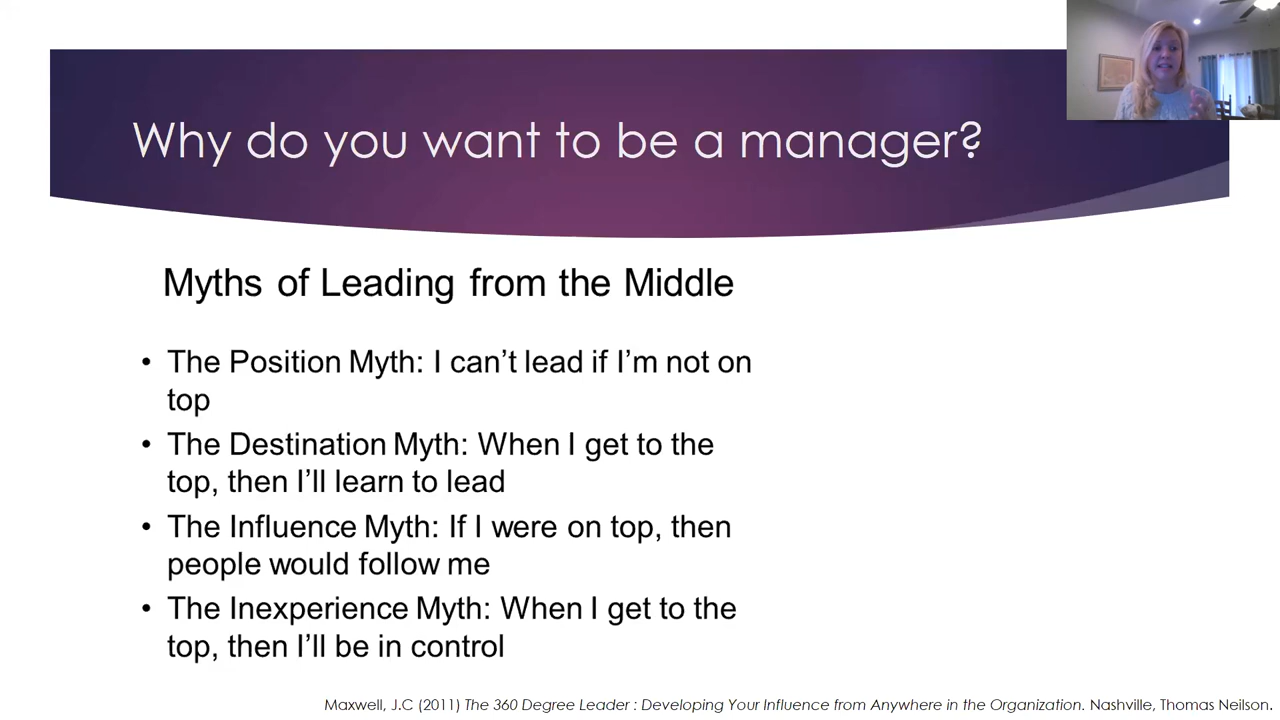 Why do you want to be a manager?
Myths of Leading from the Middle
• The Position Myth: I can’t lead if I’m not on
top
• The Destination Myth: When I get to the
top, then I’ll learn to lead
• The Influence Myth: If I were on top, then
people would follow me
• The Inexperience Myth: When I get to the
top, then I’ll be in control
Maxwell, J.C (2011) The 360 Degree Leader : Developing Your Influence from Anywhere in the Organization. Nashville, Thomas Neilson.